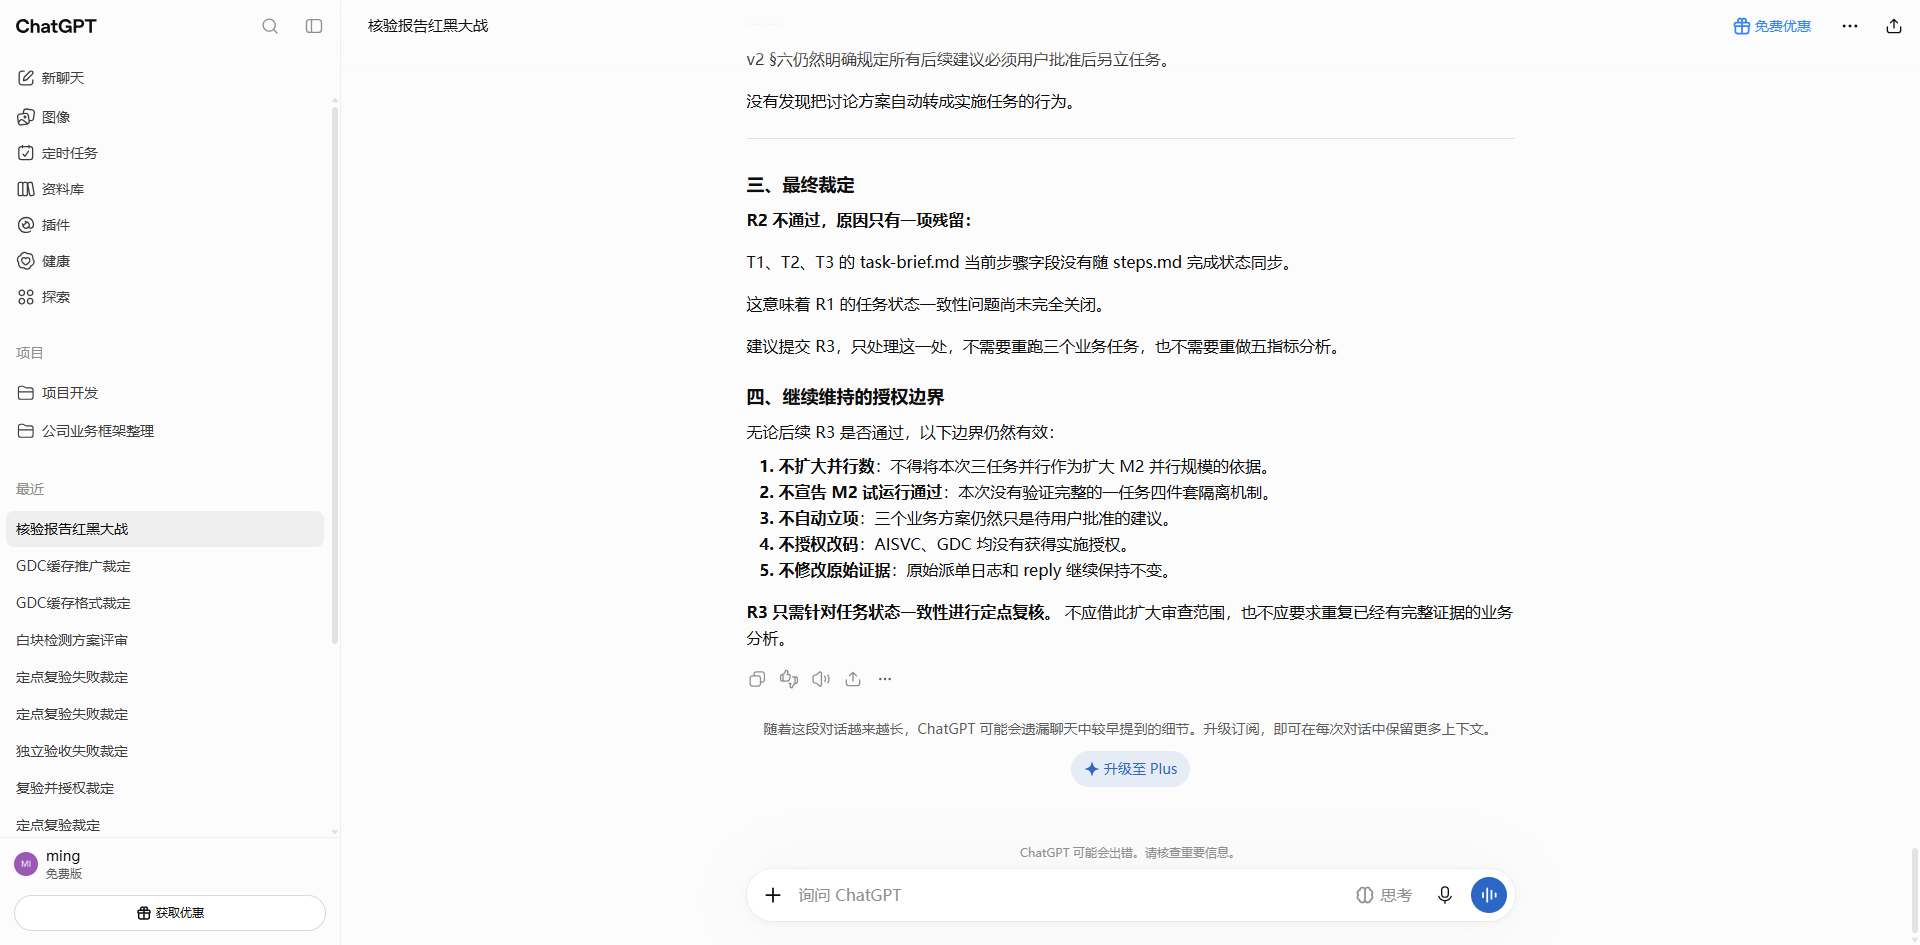 ChatGPT
新聊天
图像
定时任务
资料库
插件
健康
探索
项目
项目开发
公司业务框架整理
最近
核验报告红黑大战
GDC缓存推广裁定
GDC缓存格式裁定
白块检测方案评审
定点复验失败裁定
定点复验失败裁定
独立验收失败裁定
复验并授权裁定
定点复验裁定
MI
ming
免费版
获取优惠
核验报告红黑大战
免费优惠
v2 §六仍然明确规定所有后续建议必须用户批准后另立任务。
没有发现把讨论方案自动转成实施任务的行为。
三、最终裁定
R2 不通过，原因只有一项残留：
T1、T2、T3 的 task-brief.md 当前步骤字段没有随 steps.md 完成状态同步。
这意味着 R1 的任务状态一致性问题尚未完全关闭。
建议提交 R3，只处理这一处，不需要重跑三个业务任务，也不需要重做五指标分析。
四、继续维持的授权边界
无论后续 R3 是否通过，以下边界仍然有效：
1. 不扩大并行数：不得将本次三任务并行作为扩大 M2 并行规模的依据。
2. 不宣告 M2 试运行通过：本次没有验证完整的一任务四件套隔离机制。
3. 不自动立项：三个业务方案仍然只是待用户批准的建议。
4. 不授权改码：AISVC、GDC 均没有获得实施授权。
5. 不修改原始证据：原始派单日志和 reply 继续保持不变。
R3 只需针对任务状态一致性进行定点复核。 不应借此扩大审查范围，也不应要求重复已经有完整证据的业务
分析。
随着这段对话越来越长，ChatGPT 可能会遗漏聊天中较早提到的细节。升级订阅，即可在每次对话中保留更多上下文。
升级至 Plus
ChatGPT 可能会出错。请核查重要信息。
询问 ChatGPT
思考